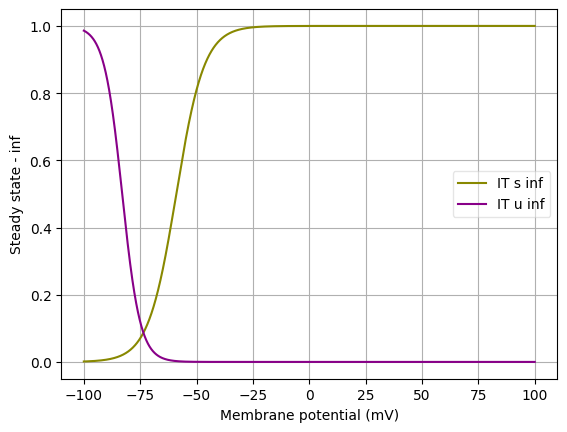 1.0
0.8
0.6
0.4
0.2
0.0
Steady state - inf
IT s inf
IT u inf
−100 −75 −50 −25 0 25 50 75 100
Membrane potential (mV)